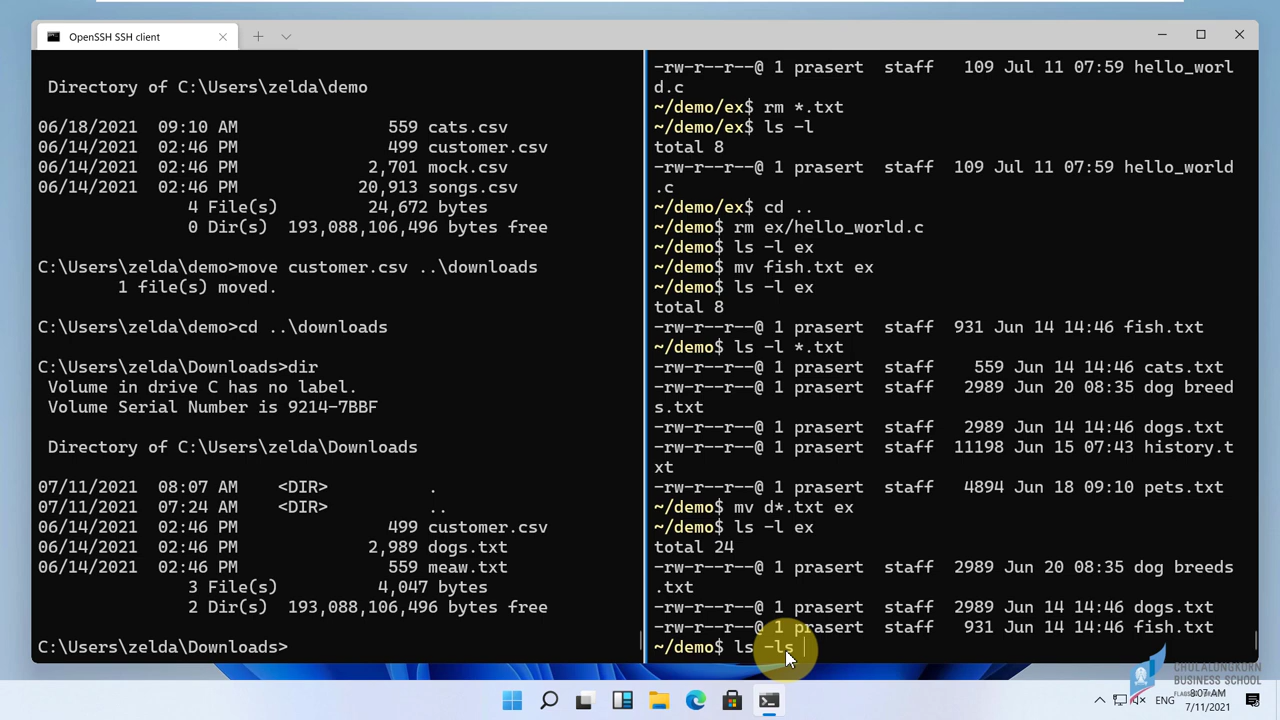 OpenSSH SSH client
Directory of C:\Users\zelda\demo
06/18/2021  09:10 AM               559 cats.csv
06/14/2021  02:46 PM               499 customer.csv
06/14/2021  02:46 PM             2,701 mock.csv
06/14/2021  02:46 PM            20,913 songs.csv
4 File(s)         24,672 bytes
0 Dir(s)  193,088,106,496 bytes free
C:\Users\zelda\demo>move customer.csv ..\downloads
1 file(s) moved.
C:\Users\zelda\demo>cd ..\downloads
C:\Users\zelda\Downloads>dir
Volume in drive C has no label.
Volume Serial Number is 9214-7BBF
Directory of C:\Users\zelda\Downloads
07/11/2021  08:07 AM    <DIR>          .
07/11/2021  07:24 AM    <DIR>          ..
06/14/2021  02:46 PM               499 customer.csv
06/14/2021  02:46 PM             2,989 dogs.txt
06/14/2021  02:46 PM               559 meaw.txt
3 File(s)          4,047 bytes
2 Dir(s)  193,088,106,496 bytes free
C:\Users\zelda\Downloads>
-rw-r--r--@ 1 prasert  staff   109 Jul 11 07:59 hello_worl
d.c
~/demo/ex$ rm *.txt
~/demo/ex$ ls -l
total 8
-rw-r--r--@ 1 prasert  staff  109 Jul 11 07:59 hello_world
.c
~/demo/ex$ cd ..
~/demo$ rm ex/hello_world.c
~/demo$ ls -l ex
~/demo$ mv fish.txt ex
~/demo$ ls -l ex
total 8
-rw-r--r--@ 1 prasert  staff  931 Jun 14 14:46 fish.txt
~/demo$ ls -l *.txt
-rw-r--r--@ 1 prasert  staff    559 Jun 14 14:46 cats.txt
-rw-r--r--@ 1 prasert  staff   2989 Jun 20 08:35 dog breed
s.txt
-rw-r--r--@ 1 prasert  staff   2989 Jun 14 14:46 dogs.txt
-rw-r--r--@ 1 prasert  staff  11198 Jun 15 07:43 history.t
xt
-rw-r--r--@ 1 prasert  staff   4894 Jun 18 09:10 pets.txt
~/demo$ mv d*.txt ex
~/demo$ ls -l ex
total 24
-rw-r--r--@ 1 prasert  staff  2989 Jun 20 08:35 dog breeds
.txt
-rw-r--r--@ 1 prasert  staff  2989 Jun 14 14:46 dogs.txt
-rw-r--r--@ 1 prasert  staff   931 Jun 14 14:46 fish.txt
~/demo$ ls -ls
CHULALONGKORN
BUSINESS SCHOOL
ENG
8:07 AM
7/11/2021